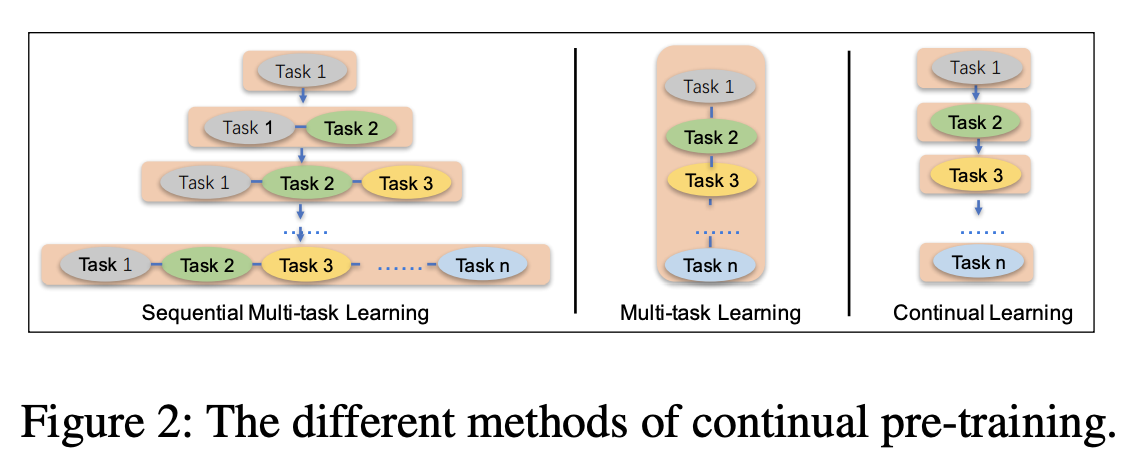 Task 1
Task 1 Task 2
Task 1 Task 2 Task 3
......
Task 1 Task 2 Task 3 ...... Task n
Sequential Multi-task Learning
Task 1
Task 2
Task 3
......
Task n
Multi-task Learning
Task 1
Task 2
Task 3
......
Task n
Continual Learning
Figure 2: The different methods of continual pre-training.